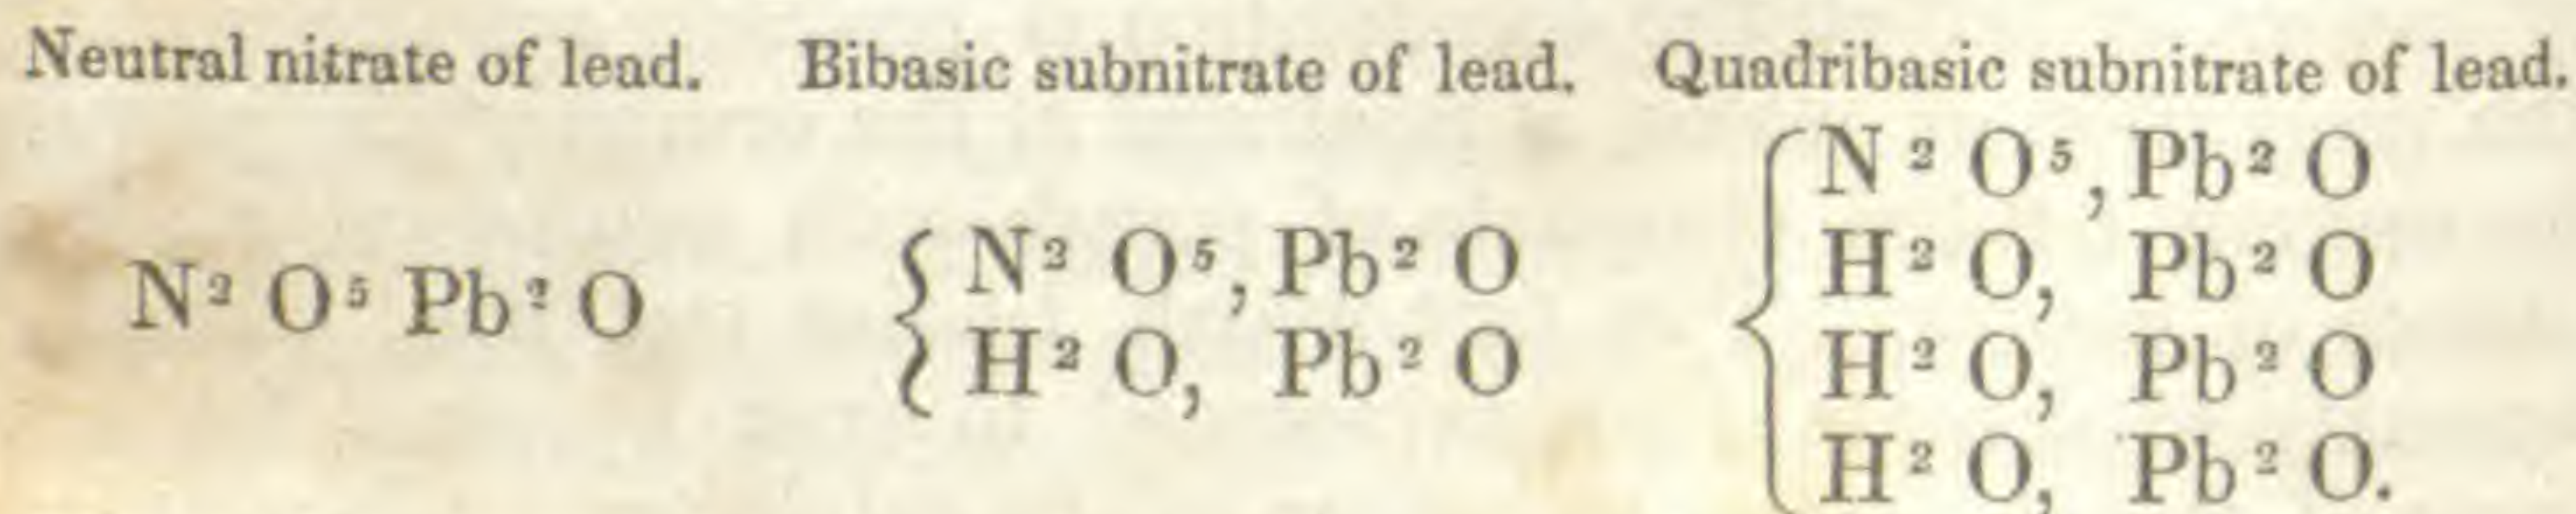 Neutral nitrate of lead. Bibasic subnitrate of lead. Quadribasic subnitrate of lead.
N² O⁵ Pb² O
N² O⁵, Pb² O
H² O, Pb² O
N² O⁵, Pb² O
H² O, Pb² O
H² O, Pb² O
H² O, Pb² O.